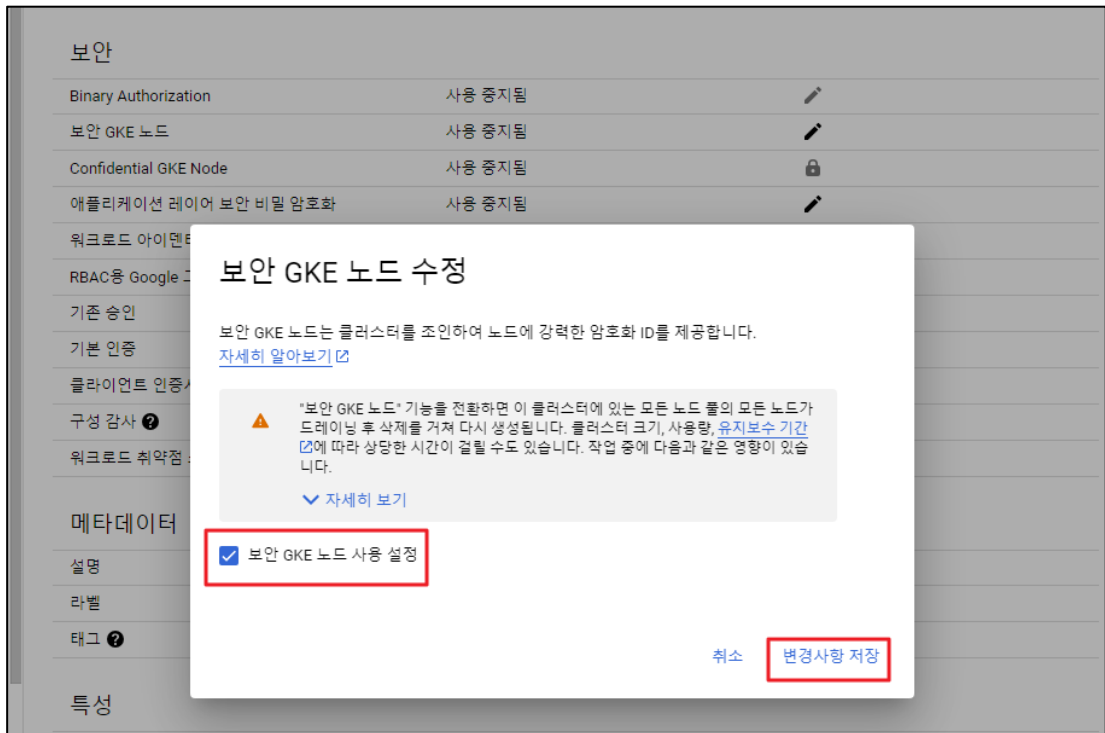 보안
Binary Authorization 사용 중지됨
보안 GKE 노드 사용 중지됨
Confidential GKE Node 사용 중지됨
애플리케이션 레이어 보안 비밀 암호화 사용 중지됨
워크로드 아이덴
RBAC용 Google
기존 승인
기본 인증
클라이언트 인증
구성 감사
워크로드 취약점
메타데이터
설명
라벨
태그
특성
보안 GKE 노드 수정
보안 GKE 노드는 클러스터를 조인하여 노드에 강력한 암호화 ID를 제공합니다.
자세히 알아보기
"보안 GKE 노드" 기능을 전환하면 이 클러스터에 있는 모든 노드 풀의 모든 노드가
드레이닝 후 삭제를 거쳐 다시 생성됩니다. 클러스터 크기, 사용량, 유지보수 기간
에 따라 상당한 시간이 걸릴 수도 있습니다. 작업 중에 다음과 같은 영향이 있습
니다.
자세히 보기
보안 GKE 노드 사용 설정
취소 변경사항 저장